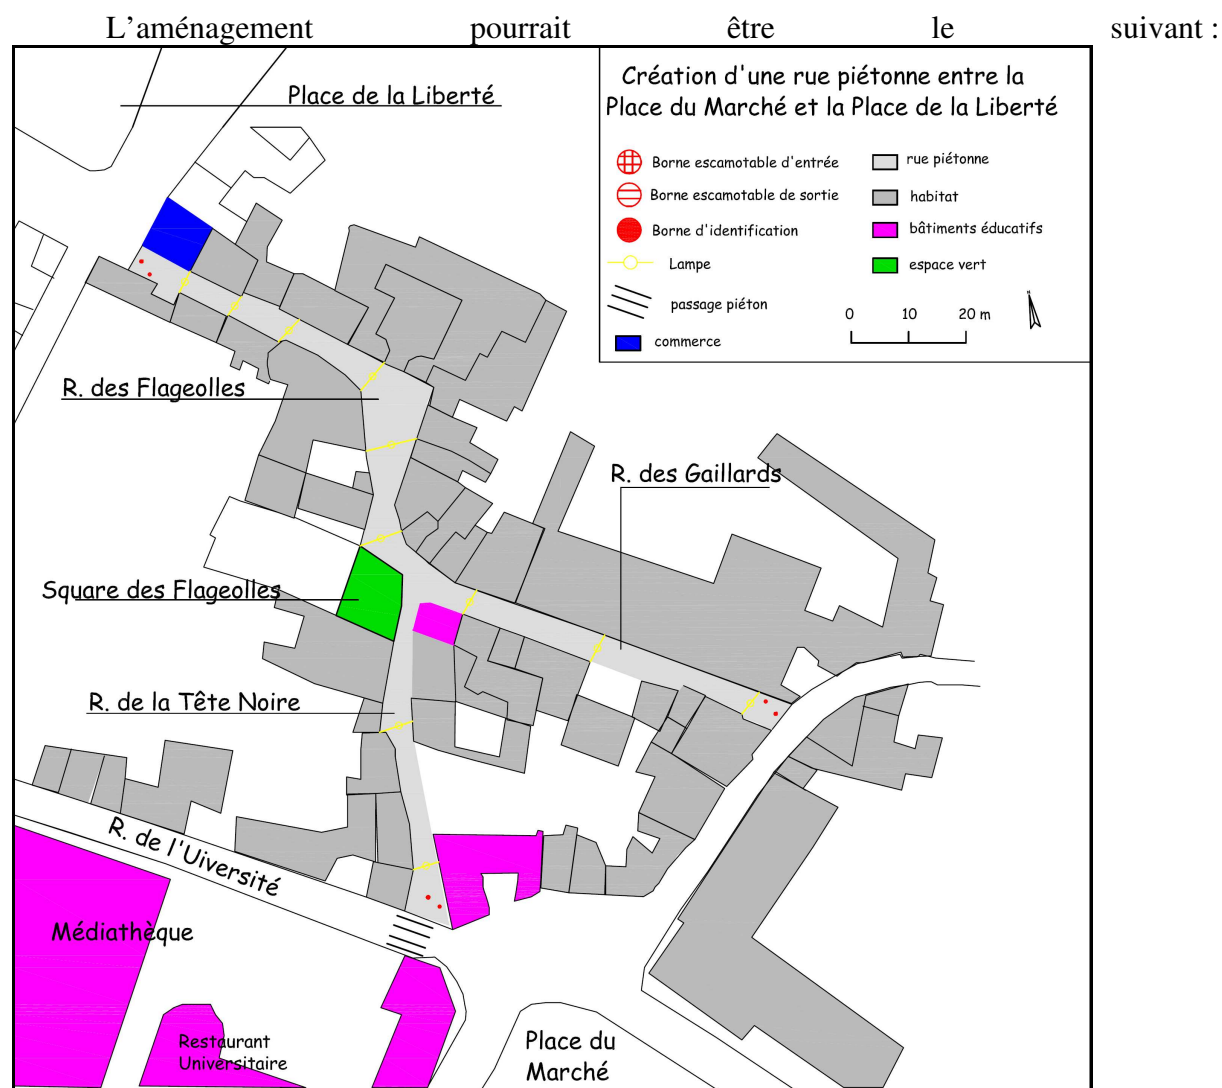 L'aménagement pourrait être le suivant :
Création d'une rue piétonne entre la
Place du Marché et la Place de la Liberté
Borne escamotable d'entrée
Borne escamotable de sortie
Borne d'identification
Lampe
passage piéton
commerce
rue piétonne
habitat
bâtiments éducatifs
espace vert
0 10 20 m
Place de la Liberté
R. des Flageolles
R. des Gaillards
Square des Flageolles
R. de la Tête Noire
R. de l'Uiversité
Médiathèque
Restaurant
Universitaire
Place du
Marché